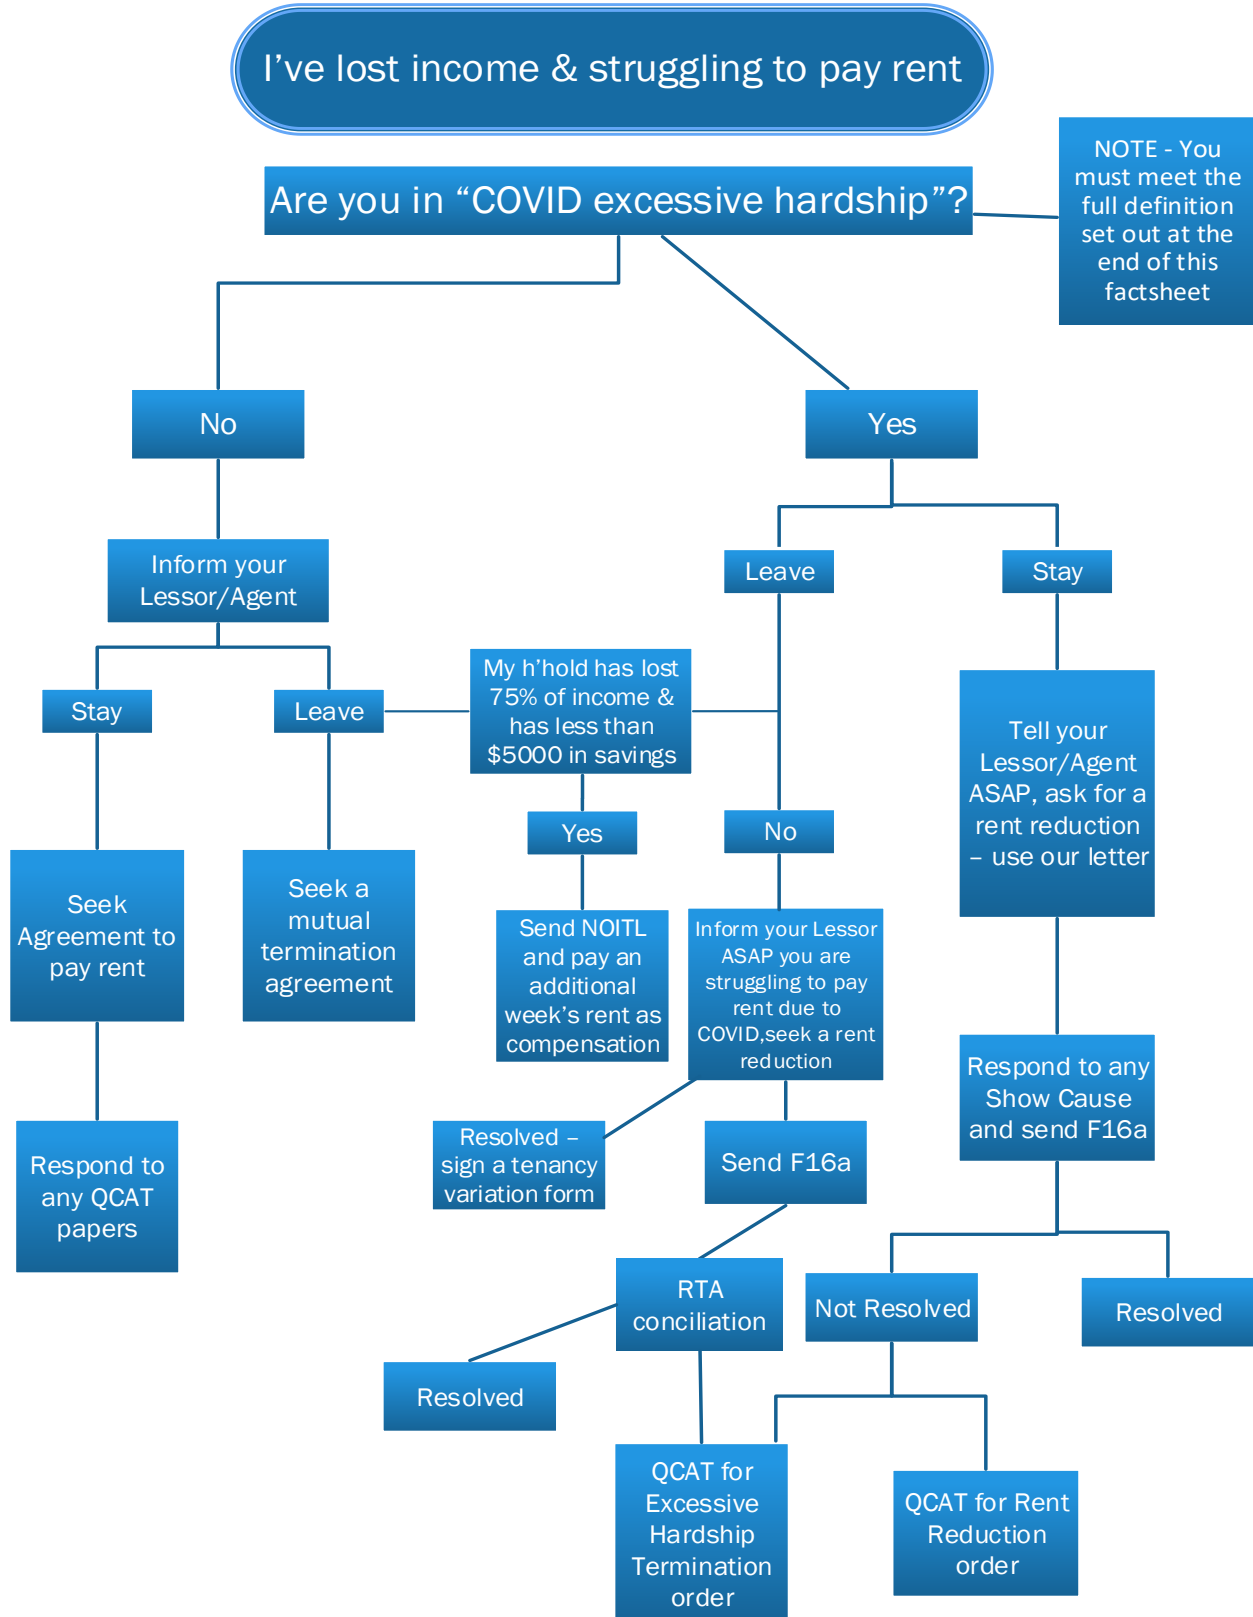 I've lost income & struggling to pay rent
NOTE - You
must meet the
full definition
set out at the
end of this
factsheet
Are you in “COVID excessive hardship”?
No
Yes
Inform your
Lessor/Agent
Leave
Stay
Stay
Leave
My h'hold has lost
75% of income &
has less than
$5000 in savings
Tell your
Lessor/Agent
ASAP, ask for a
rent reduction
– use our letter
Yes
No
Seek
Agreement to
pay rent
Seek a
mutual
termination
agreement
Send NOITL
and pay an
additional
week's rent as
compensation
Inform your Lessor
ASAP you are
struggling to pay
rent due to
COVID,seek a rent
reduction
Respond to any
Show Cause
and send F16a
Respond to
any QCAT
papers
Resolved –
sign a tenancy
variation form
Send F16a
RTA
conciliation
Not Resolved
Resolved
Resolved
QCAT for
Excessive
Hardship
Termination
order
QCAT for Rent
Reduction
order